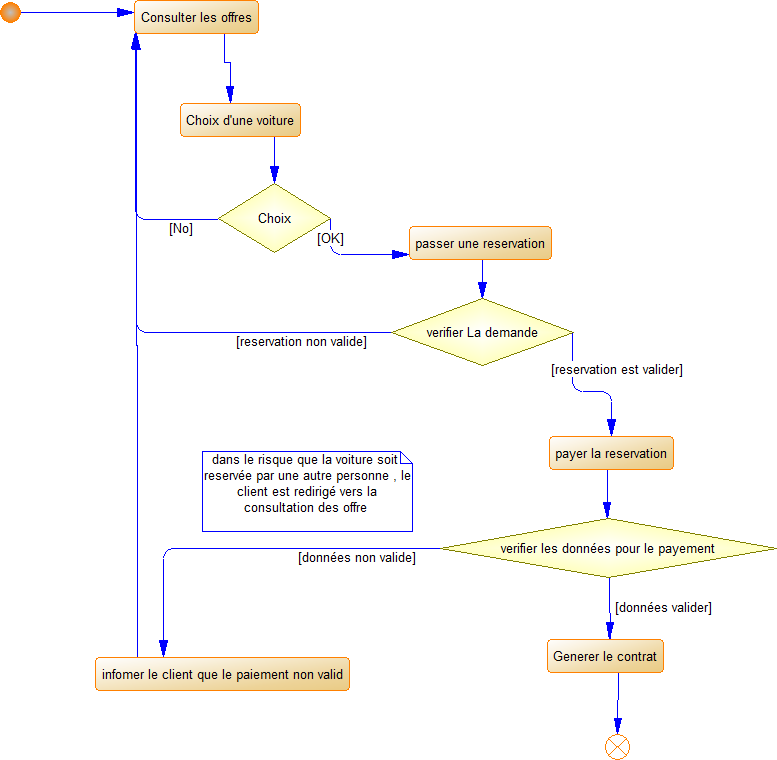 Consulter les offres
Choix d'une voiture
Choix
[No]
[OK]
passer une reservation
verifier La demande
[reservation non valide]
[reservation est valider]
payer la reservation
dans le risque que la voiture soit
reservée par une autre personne , le
client est redirigé vers la
consultation des offre
verifier les données pour le payement
[données non valide]
[données valider]
Generer le contrat
infomer le client que le paiement non valid